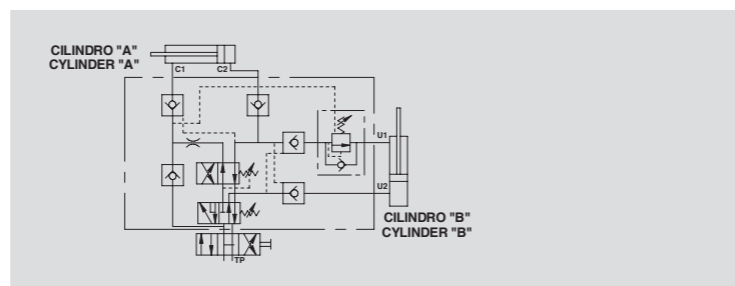 CILINDRO "A"
CYLINDER "A"
C1
C2
U1
U2
CILINDRO "B"
CYLINDER "B"
TP